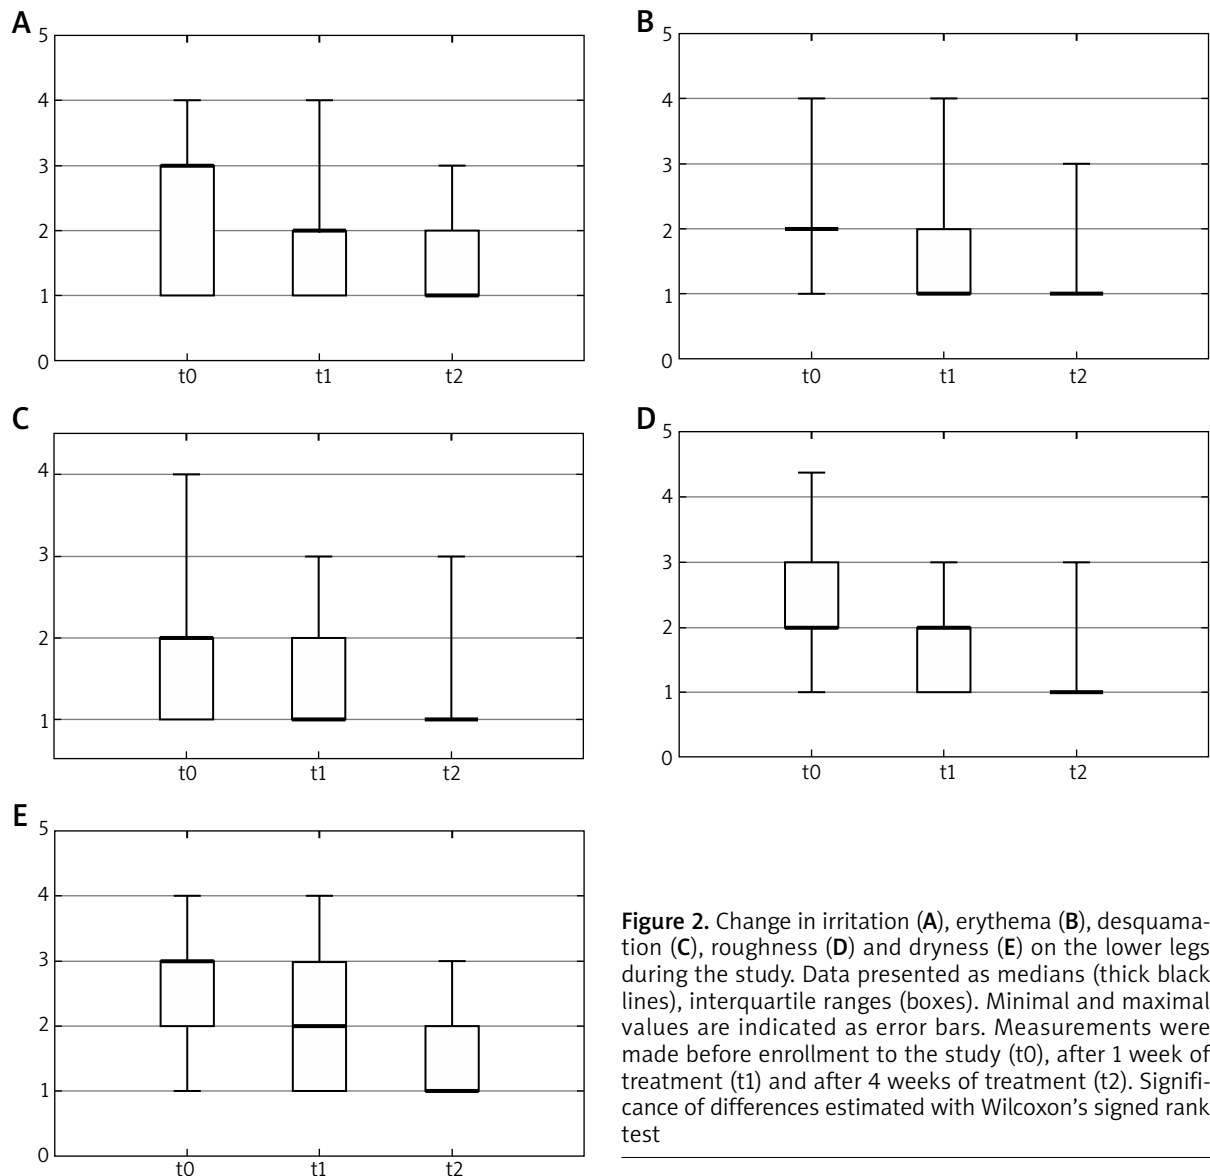 A
5
4
3
2
1
0
t0 t1 t2
B
5
4
3
2
1
0
t0 t1 t2
C
4
3
2
1
t0 t1 t2
D
5
4
3
2
1
0
t0 t1 t2
E
5
4
3
2
1
0
t0 t1 t2
Figure 2. Change in irritation (A), erythema (B), desquama-
tion (C), roughness (D) and dryness (E) on the lower legs
during the study. Data presented as medians (thick black
lines), interquartile ranges (boxes). Minimal and maximal
values are indicated as error bars. Measurements were
made before enrollment to the study (t0), after 1 week of
treatment (t1) and after 4 weeks of treatment (t2). Signifi-
cance of differences estimated with Wilcoxon's signed rank
test